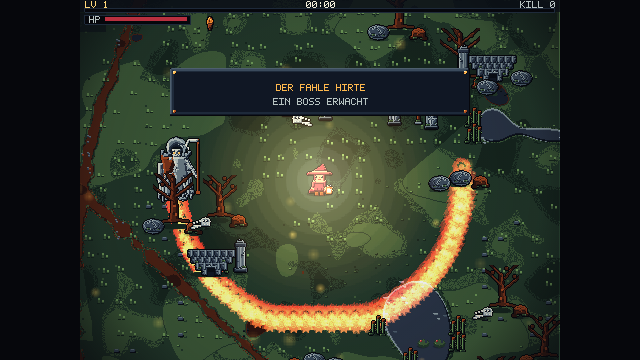 LV 1
00:00
KILL 0
HP
DER FAHLE HIRTE
EIN BOSS ERWACHT